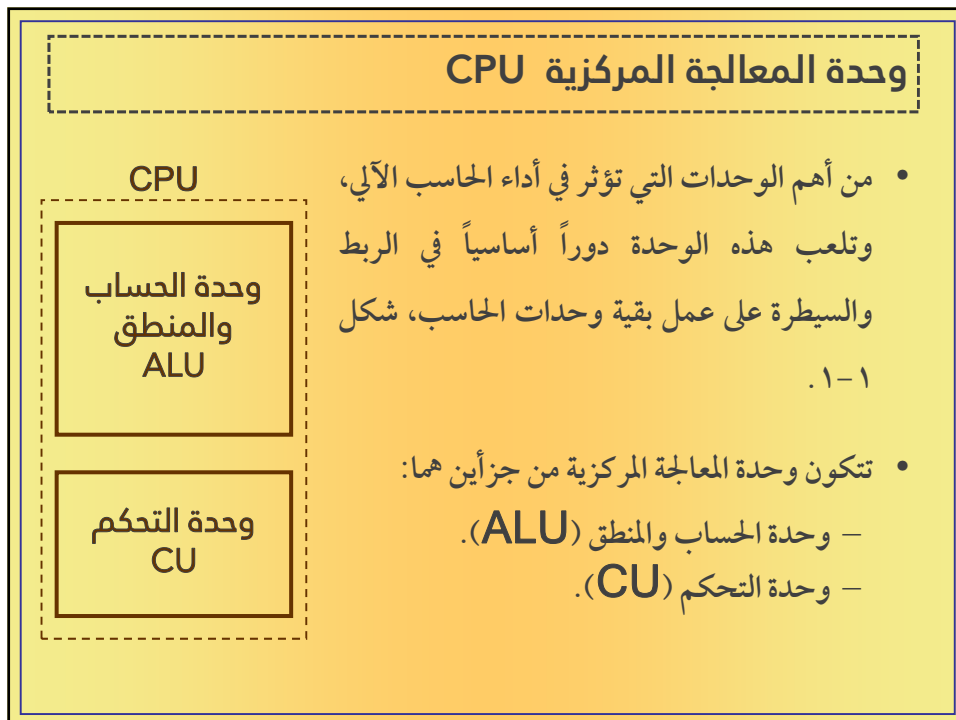 وحدة المعالجة المركزية CPU
• من أهم الوحدات التي تؤثر في أداء الحاسب الآلي،
وتلعب هذه الوحدة دوراً أساسياً في الربط
والسيطرة على عمل بقية وحدات الحاسب، شكل
١-١.
• تتكون وحدة المعالجة المركزية من جزأين هما:
– وحدة الحساب والمنطق (ALU).
– وحدة التحكم (CU).
CPU
وحدة الحساب
والمنطق
ALU
وحدة التحكم
CU